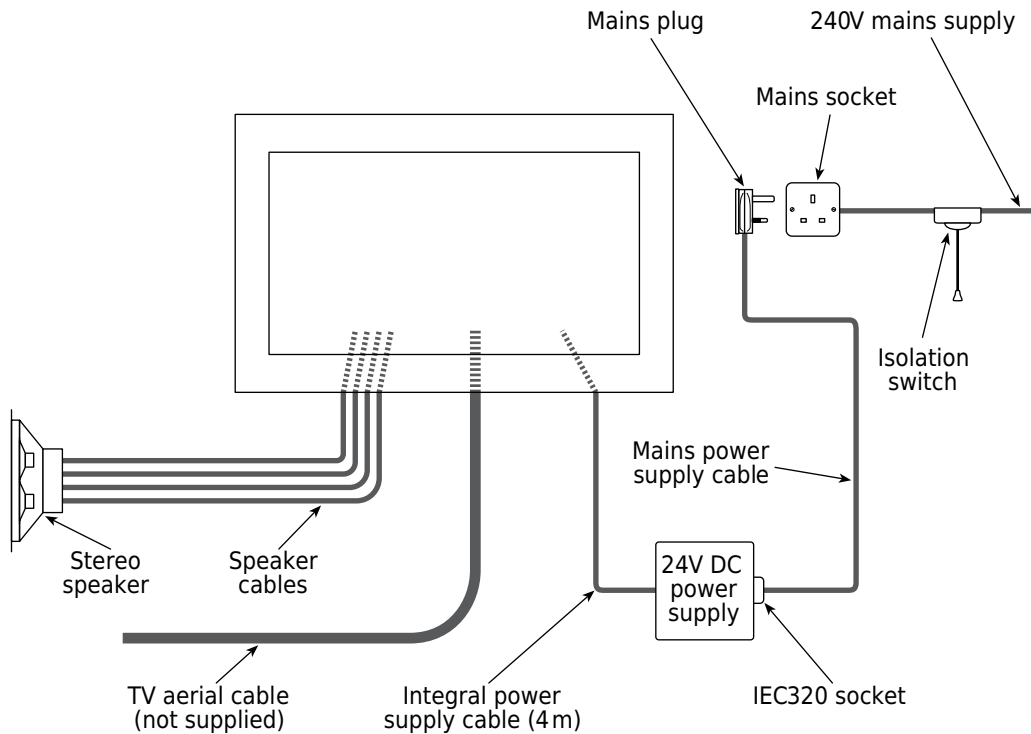 Mains plug
240V mains supply
Mains socket
Isolation
switch
Mains power
supply cable
Stereo
speaker
Speaker
cables
24V DC
power
supply
TV aerial cable
(not supplied)
Integral power
supply cable (4 m)
IEC320 socket